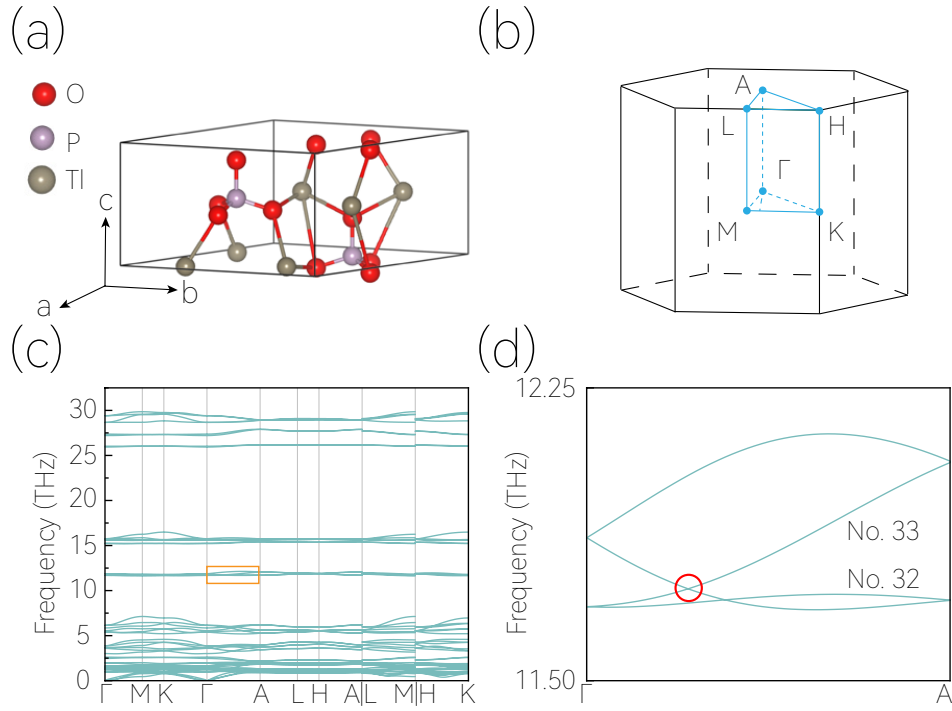 (a)
O
P
Tl
c
b
a
(b)
A
L
H
Γ
M
K
(c)
Frequency (THz)
30
25
20
15
10
5
0
Γ M K Γ A L H A|L M|H K
(d)
Frequency (THz)
12.25
No. 33
No. 32
11.50
Γ A